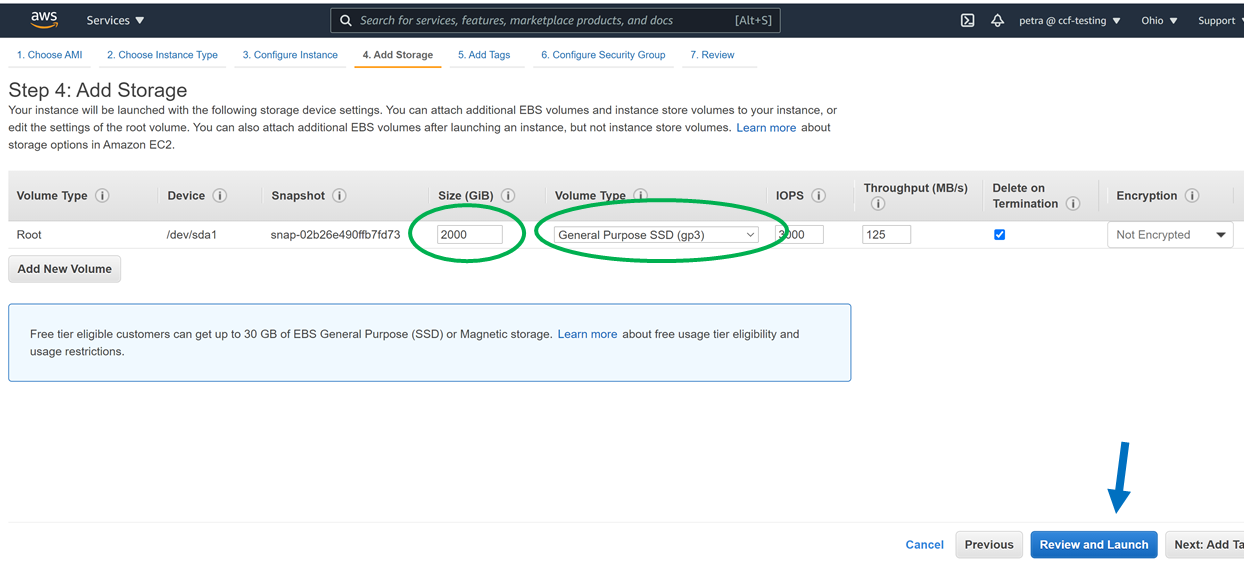 aws
Services
Search for services, features, marketplace products, and docs [Alt+S]
petra @ ccf-testing
Ohio
Support
1. Choose AMI
2. Choose Instance Type
3. Configure Instance
4. Add Storage
5. Add Tags
6. Configure Security Group
7. Review
Step 4: Add Storage
Your instance will be launched with the following storage device settings. You can attach additional EBS volumes and instance store volumes to your instance, or
edit the settings of the root volume. You can also attach additional EBS volumes after launching an instance, but not instance store volumes. Learn more about
storage options in Amazon EC2.
Volume Type i
Device i
Snapshot i
Size (GiB) i
Volume Type i
IOPS i
Throughput (MB/s)
i
Delete on
Termination i
Encryption i
Root
/dev/sda1
snap-02b26e490ffb7fd73
2000
General Purpose SSD (gp3)
3000
125
Not Encrypted
Add New Volume
Free tier eligible customers can get up to 30 GB of EBS General Purpose (SSD) or Magnetic storage. Learn more about free usage tier eligibility and
usage restrictions.
Cancel
Previous
Review and Launch
Next: Add Ta